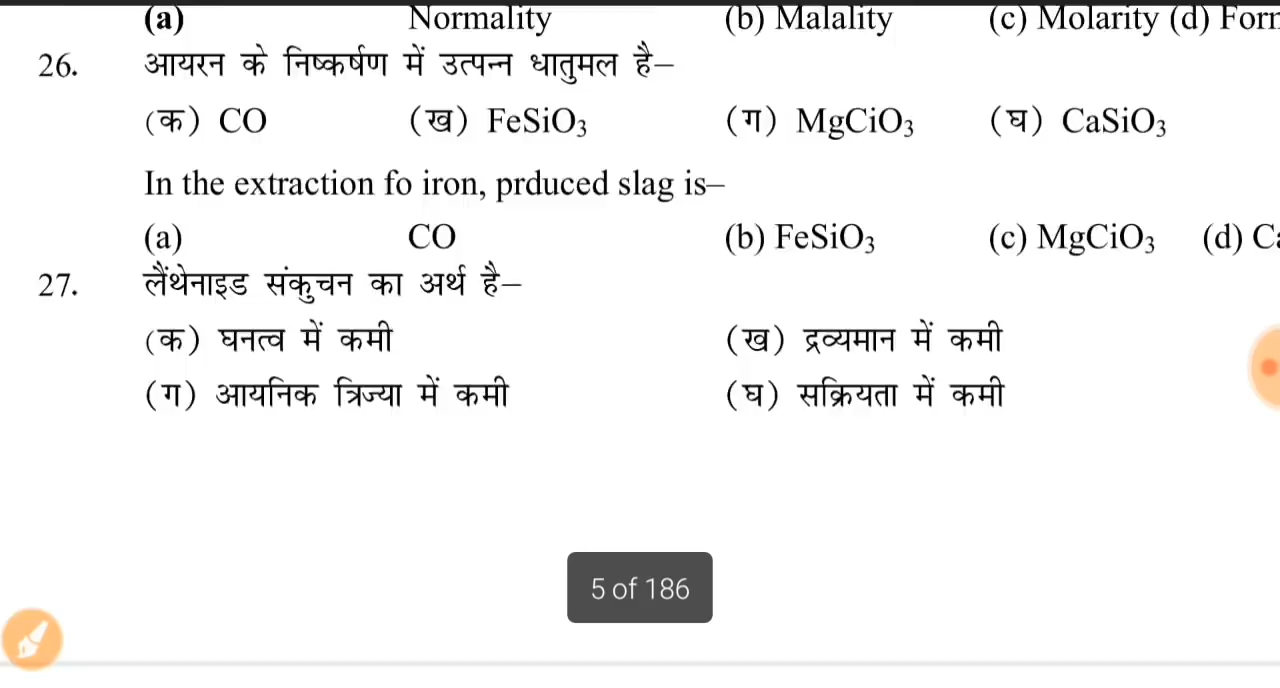 (a) Normality (b) Malality (c) Molarity (d)
26. आयरन के निष्कर्षण में उत्पन्न धातुमल है–
(क) CO (ख) FeSiO₃ (ग) MgCiO₃ (घ) CaSiO₃
In the extraction fo iron, prduced slag is–
(a) CO (b) FeSiO₃ (c) MgCiO₃ (d)
27. लैंथेनाइड संकुचन का अर्थ है–
(क) घनत्व में कमी (ख) द्रव्यमान में कमी
(ग) आयनिक त्रिज्या में कमी (घ) सक्रियता में कमी
5 of 186